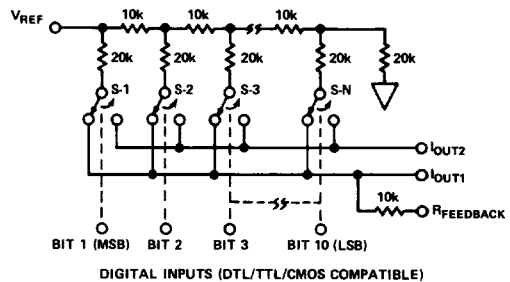 VREF
10k 10k 10k
20k 20k 20k 20k 20k
S-1 S-2 S-3 S-N
IOUT2
IOUT1
10k
RFEEDBACK
BIT 1 (MSB) BIT 2 BIT 3 BIT 10 (LSB)
DIGITAL INPUTS (DTL/TTL/CMOS COMPATIBLE)